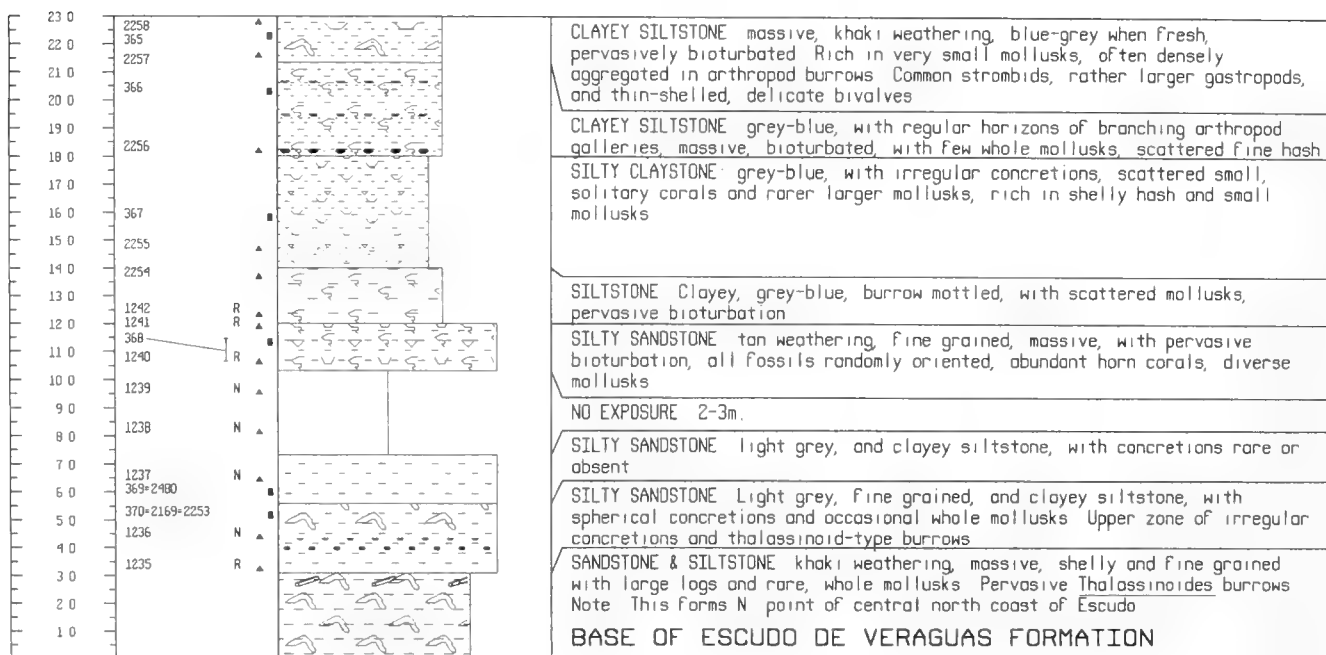 23 0
22 0
21 0
20 0
19 0
18 0
17 0
16 0
15 0
14 0
13 0
12 0
11 0
10 0
9 0
8 0
7 0
6 0
5 0
4 0
3 0
2 0
1 0
2258
365
2257
366
2256
367
2255
2254
1242 R
1241 R
368
1240 R
1239 N
1238 N
1237 N
369=2480
370=2169=2253
1236 N
1235 R
CLAYEY SILTSTONE massive, khaki weathering, blue-grey when fresh,
pervasively bioturbated Rich in very small mollusks, often densely
aggregated in arthropod burrows Common strombids, rather larger gastropods,
and thin-shelled, delicate bivalves
CLAYEY SILTSTONE grey-blue, with regular horizons of branching arthropod
galleries, massive, bioturbated, with few whole mollusks, scattered fine hash
SILTY CLAYSTONE grey-blue, with irregular concretions, scattered small,
solitary corals and rarer larger mollusks, rich in shelly hash and small
mollusks
SILTSTONE Clayey, grey-blue, burrow mottled, with scattered mollusks,
pervasive bioturbation
SILTY SANDSTONE tan weathering, fine grained, massive, with pervasive
bioturbation, all fossils randomly oriented, abundant horn corals, diverse
mollusks
NO EXPOSURE 2-3m.
SILTY SANDSTONE light grey, and clayey siltstone, with concretions rare or
absent
SILTY SANDSTONE Light grey, fine grained, and clayey siltstone, with
spherical concretions and occasional whole mollusks Upper zone of irregular
concretions and thalassinoid-type burrows
SANDSTONE & SILTSTONE khaki weathering, massive, shelly and fine grained
with large logs and rare, whole mollusks Pervasive Thalassinoides burrows
Note This forms N point of central north coast of Escudo
BASE OF ESCUDO DE VERAGUAS FORMATION